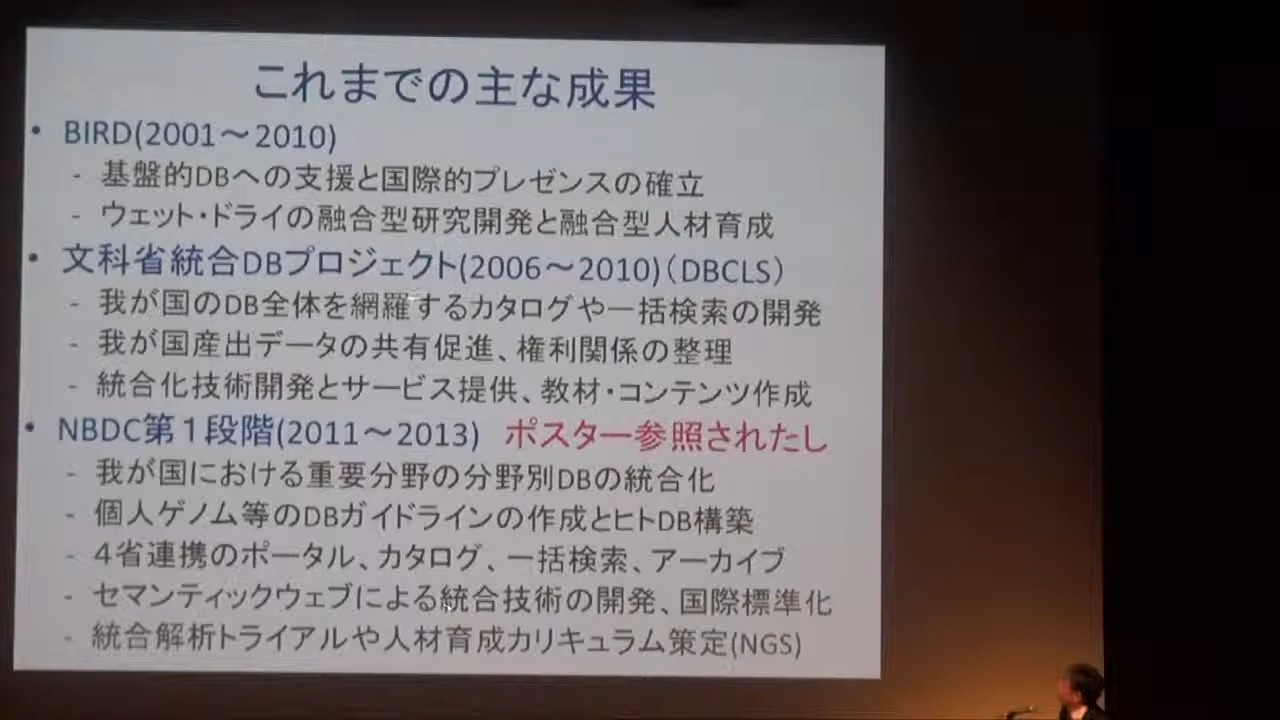 これまでの主な成果
• BIRD(2001～2010)
- 基盤的DBへの支援と国際的プレゼンスの確立
- ウェット・ドライの融合型研究開発と融合型人材育成
• 文科省統合DBプロジェクト(2006～2010)(DBCLS)
- 我が国のDB全体を網羅するカタログや一括検索の開発
- 我が国産出データの共有促進、権利関係の整理
- 統合化技術開発とサービス提供、教材・コンテンツ作成
• NBDC第１段階(2011～2013) ポスター参照されたし
- 我が国における重要分野の分野別DBの統合化
- 個人ゲノム等のDBガイドラインの作成とヒトDB構築
- ４省連携のポータル、カタログ、一括検索、アーカイブ
- セマンティックウェブによる統合技術の開発、国際標準化
- 統合解析トライアルや人材育成カリキュラム策定(NGS)